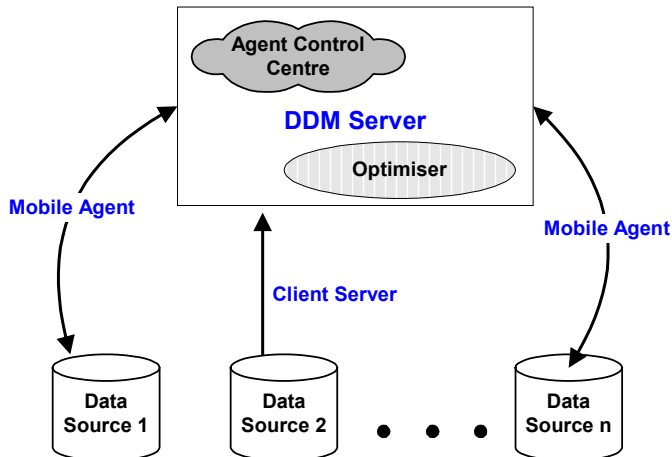 Agent Control
Centre
DDM Server
Optimiser
Mobile Agent
Mobile Agent
Client Server
Data
Source 1
Data
Source 2
Data
Source n